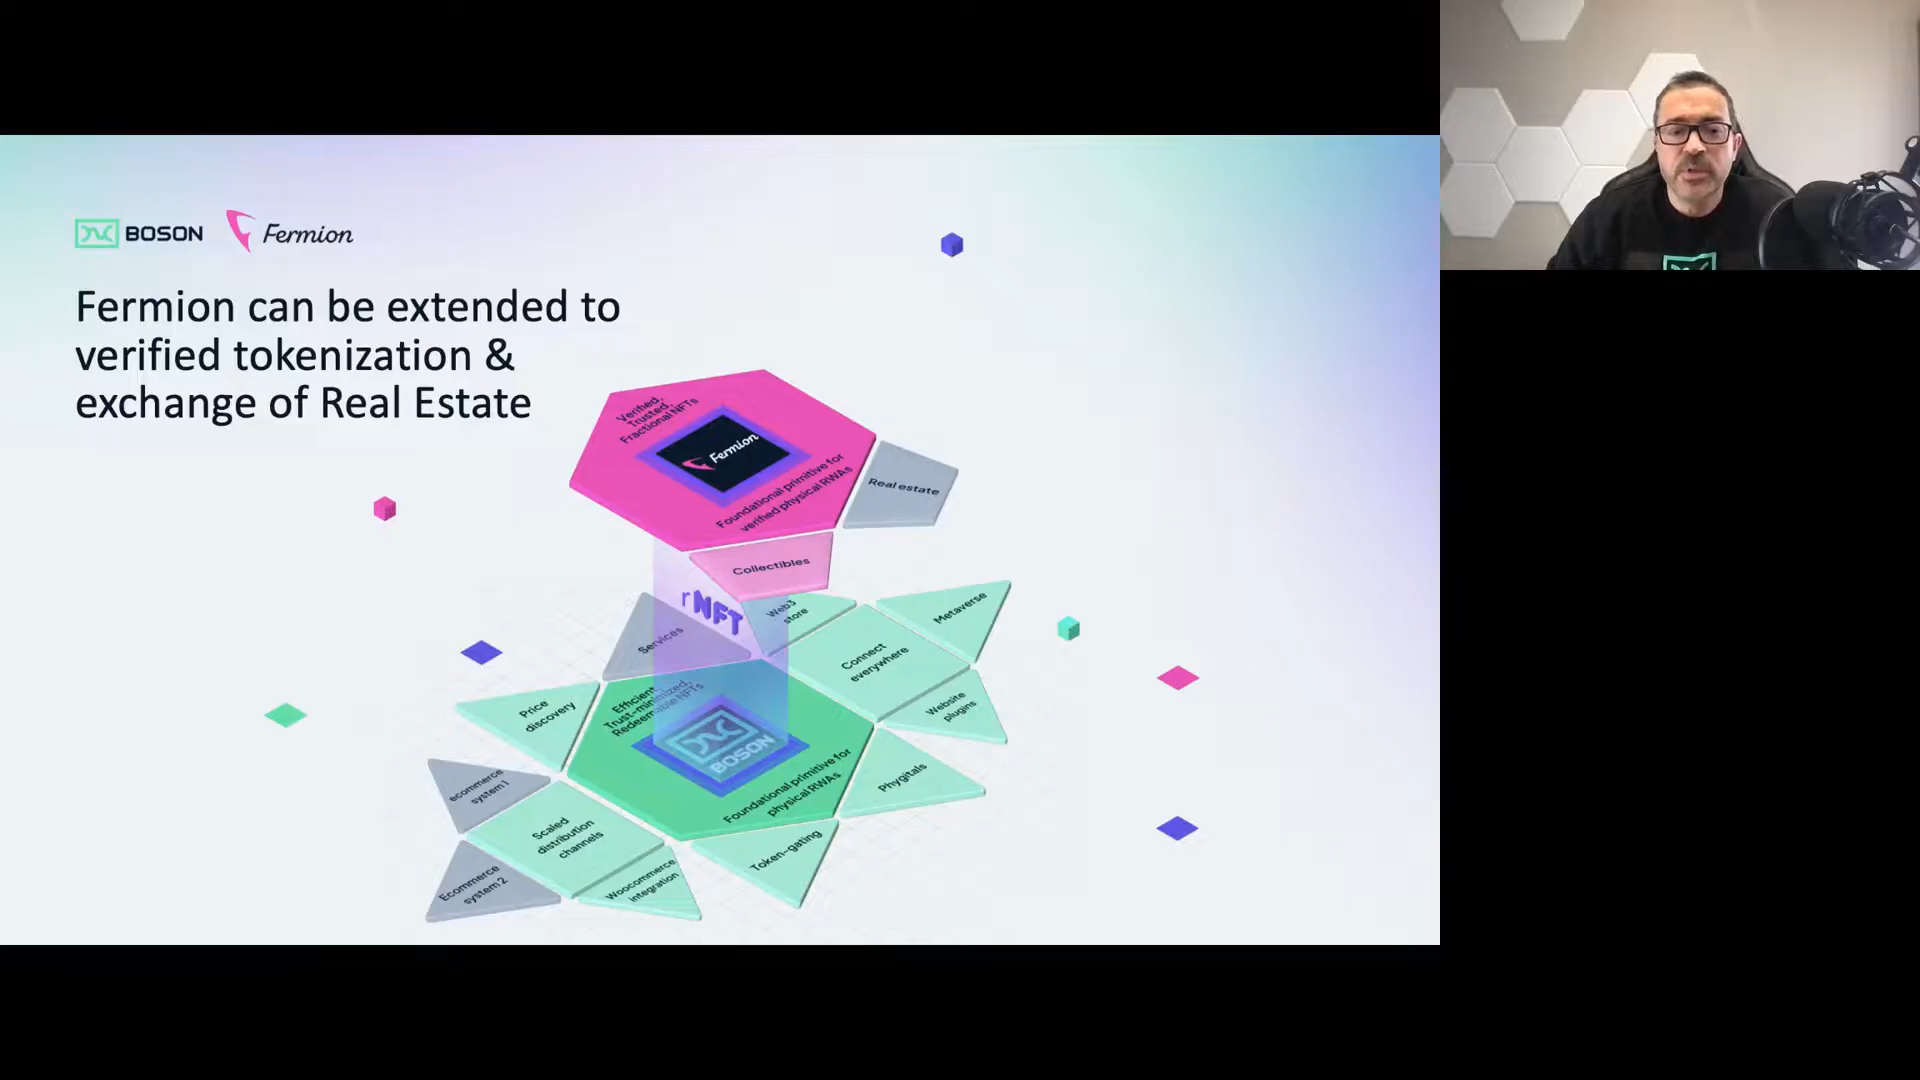 BOSON
Fermion
Fermion can be extended to
verified tokenization &
exchange of Real Estate
Verified,
Trusted,
Fractional NFTs
Fermion
Foundational primitive for
verified physical RWAs
Real estate
Collectibles
rNFT
Web3
store
Metaverse
Services
Connect
everywhere
Efficient,
Trust-minimized,
Redeemable NFTs
Price
discovery
Website
plugins
BOSON
Foundational primitive for
physical RWAs
Phygitals
ecommerce
system 1
Scaled
distribution
channels
Token-gating
Ecommerce
system 2
Woocommerce
integration